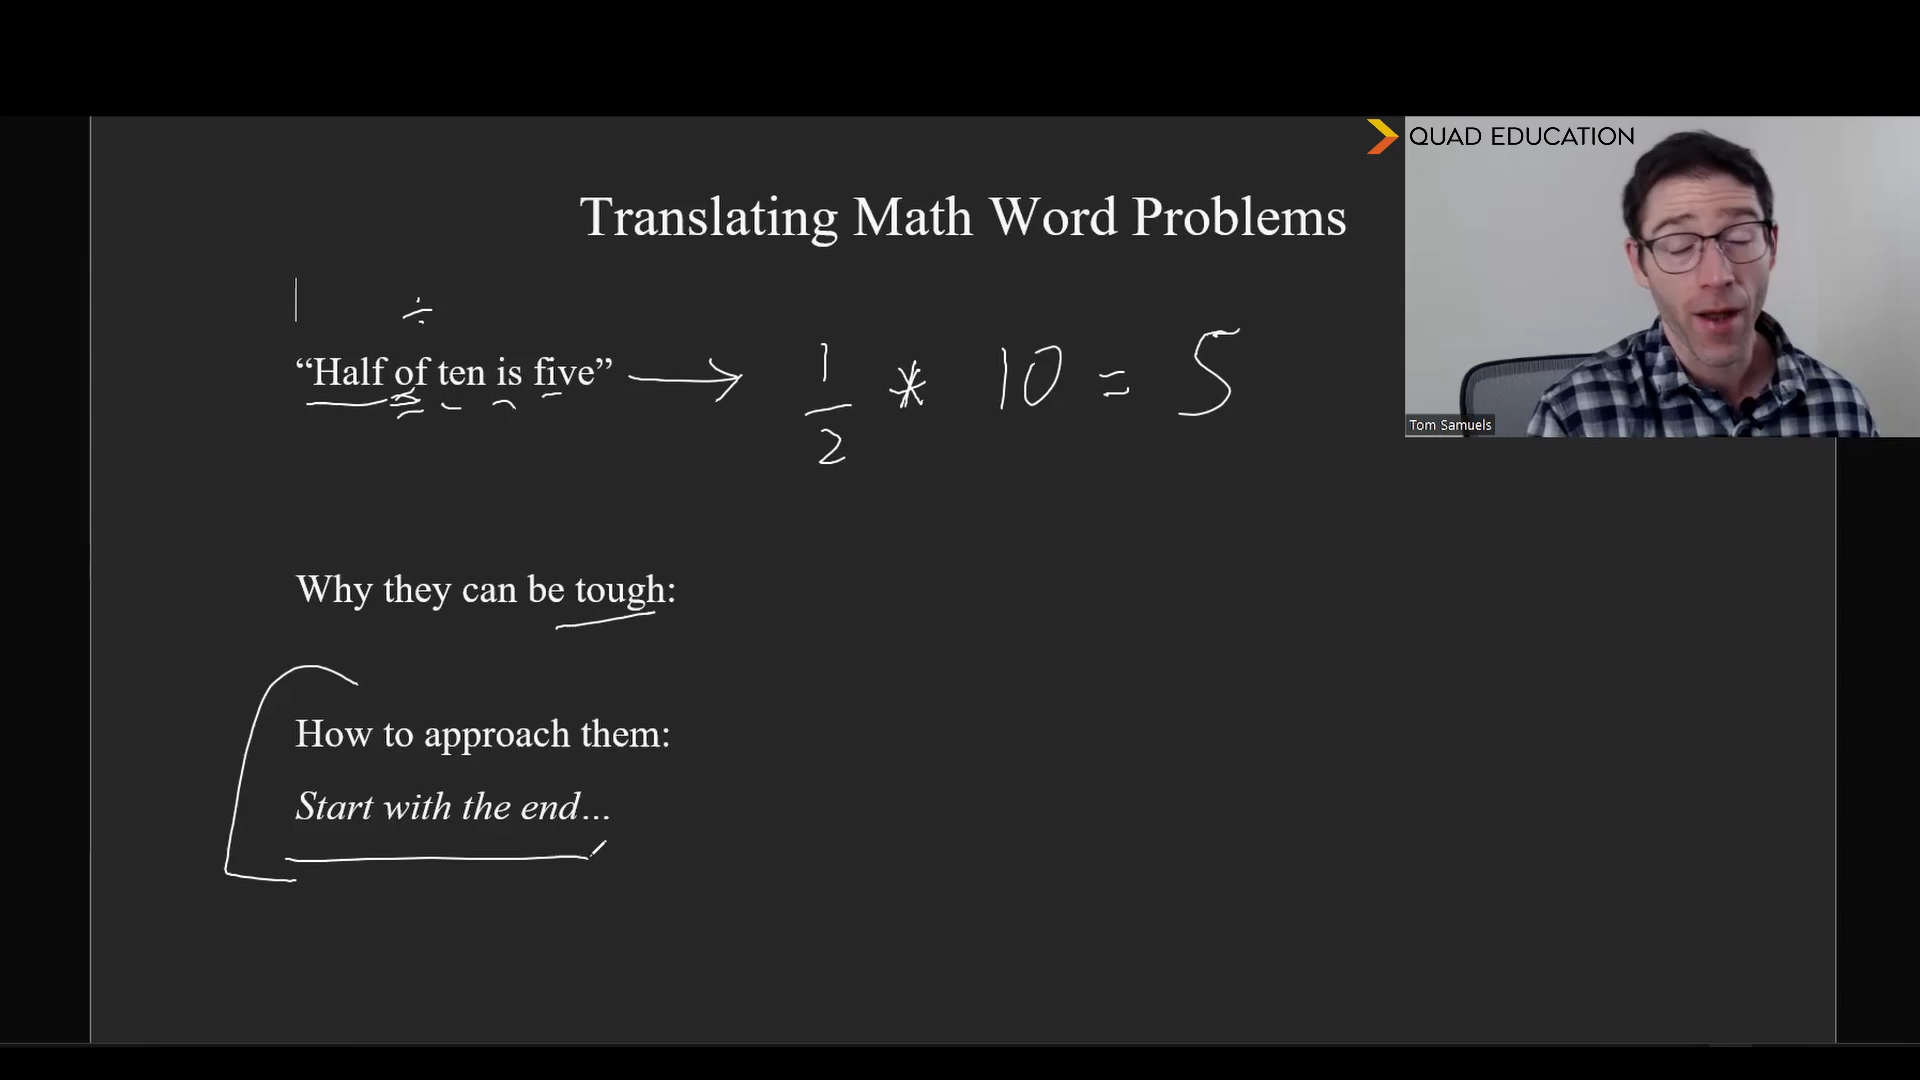 QUAD EDUCATION
Translating Math Word Problems
÷
“Half of ten is five” → 1/2 * 10 = 5
Tom Samuels
Why they can be tough:
How to approach them:
Start with the end...